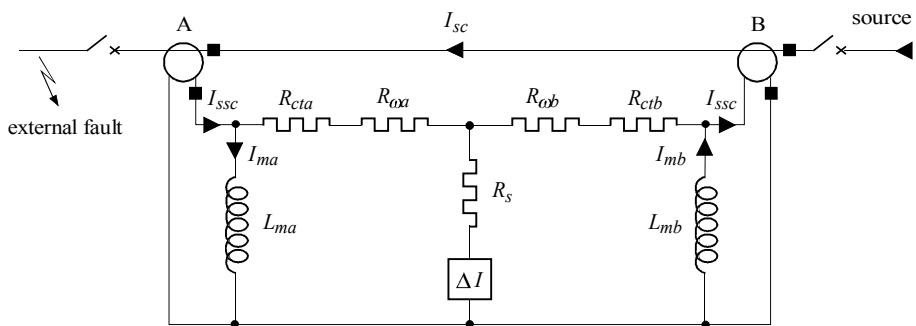 A
I_sc
B
source
external fault
I_ssc
R_cta
R_ωa
R_ωb
R_ctb
I_ssc
I_ma
I_mb
R_s
L_ma
L_mb
ΔI